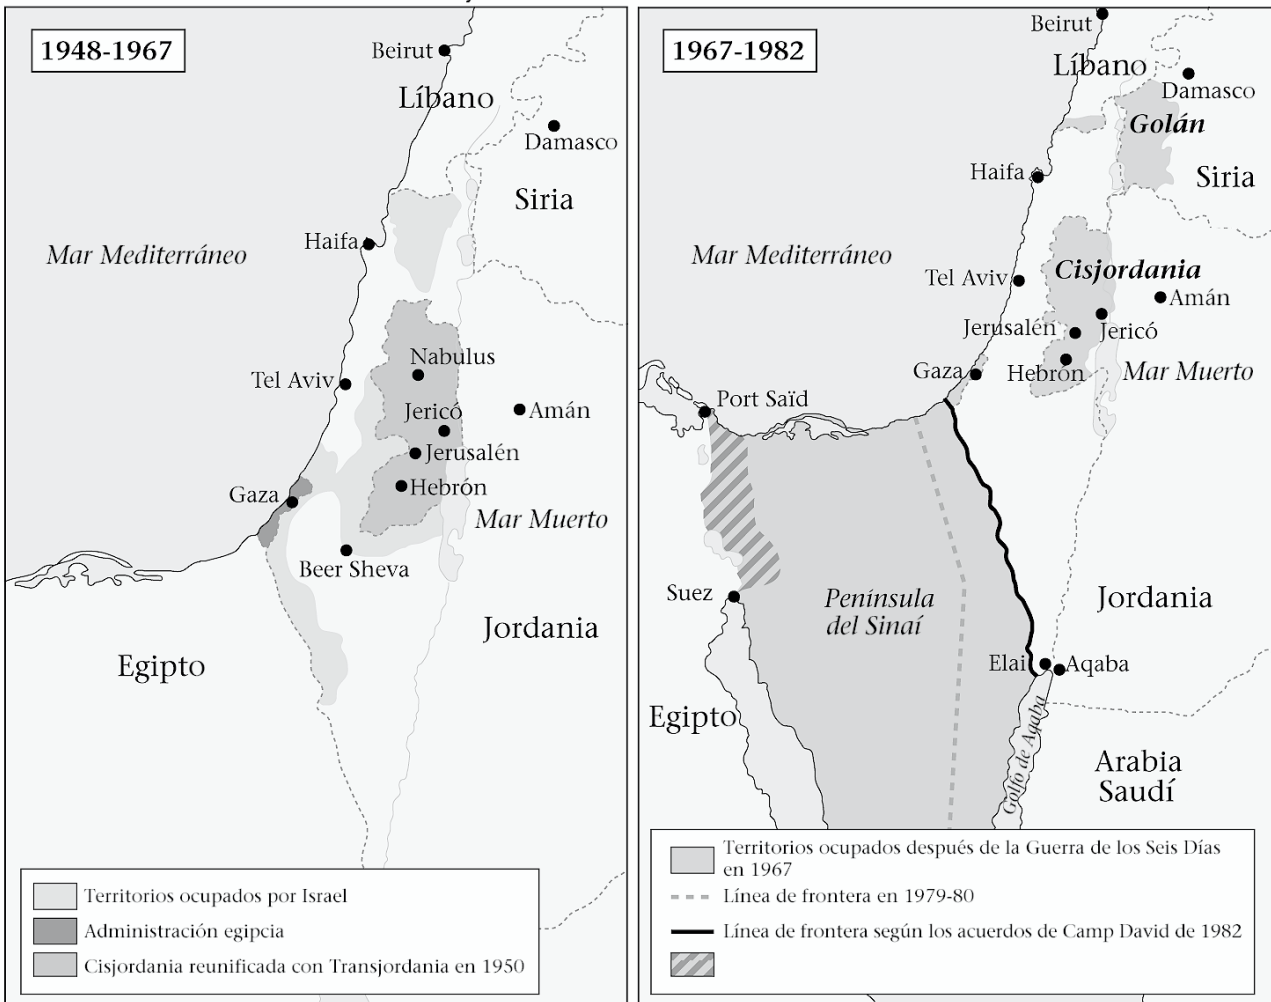 1948-1967
Beirut
Líbano
Damasco
Siria
Haifa
Mar Mediterráneo
Nabulus
Tel Aviv
Jericó
Amán
Jerusalén
Gaza
Hebrón
Mar Muerto
Beer Sheva
Jordania
Egipto
Territorios ocupados por Israel
Administración egipcia
Cisjordania reunificada con Transjordania en 1950
1967-1982
Beirut
Líbano
Damasco
Golán
Haifa
Siria
Mar Mediterráneo
Cisjordania
Tel Aviv
Amán
Jerusalén
Jericó
Gaza
Hebrón
Mar Muerto
Port Saïd
Suez
Península
del Sinaí
Jordania
Elai
Aqaba
Egipto
Golfo de Aqaba
Arabia
Saudí
Territorios ocupados después de la Guerra de los Seis Días
en 1967
Línea de frontera en 1979-80
Línea de frontera según los acuerdos de Camp David de 1982